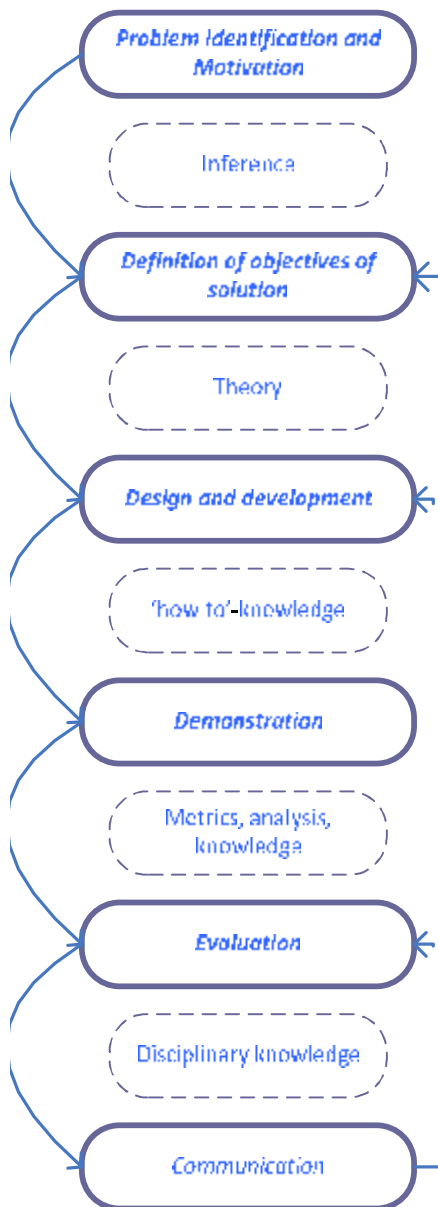 Problem Identification and
Motivation
Inference
Definition of objectives of
solution
Theory
Design and development
'how to'-knowledge
Demonstration
Metrics, analysis,
knowledge
Evaluation
Disciplinary knowledge
Communication